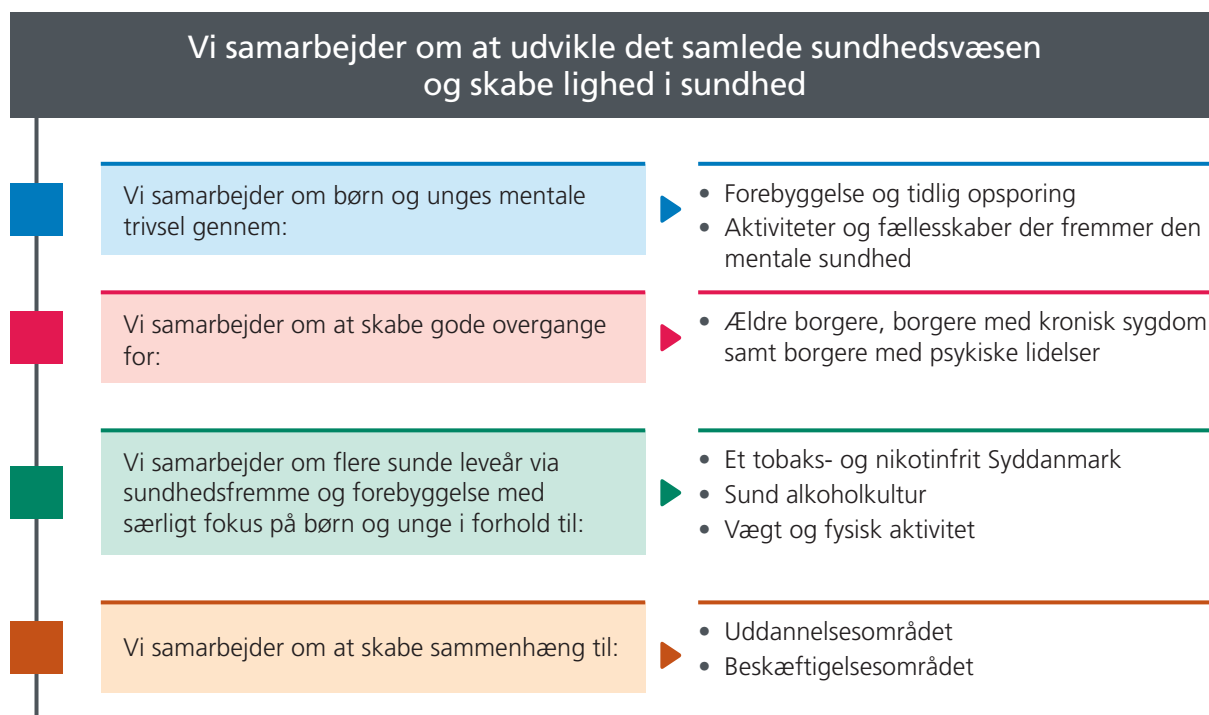 Vi samarbejder om at udvikle det samlede sundhedsvæsen
og skabe lighed i sundhed
Vi samarbejder om børn og unges mentale
trivsel gennem:
• Forebyggelse og tidlig opsporing
• Aktiviteter og fællesskaber der fremmer den
mentale sundhed
Vi samarbejder om at skabe gode overgange
for:
• Ældre borgere, borgere med kronisk sygdom
samt borgere med psykiske lidelser
Vi samarbejder om flere sunde leveår via
sundhedsfremme og forebyggelse med
særligt fokus på børn og unge i forhold til:
• Et tobaks- og nikotinfrit Syddanmark
• Sund alkoholkultur
• Vægt og fysisk aktivitet
Vi samarbejder om at skabe sammenhæng til:
• Uddannelsesområdet
• Beskæftigelsesområdet